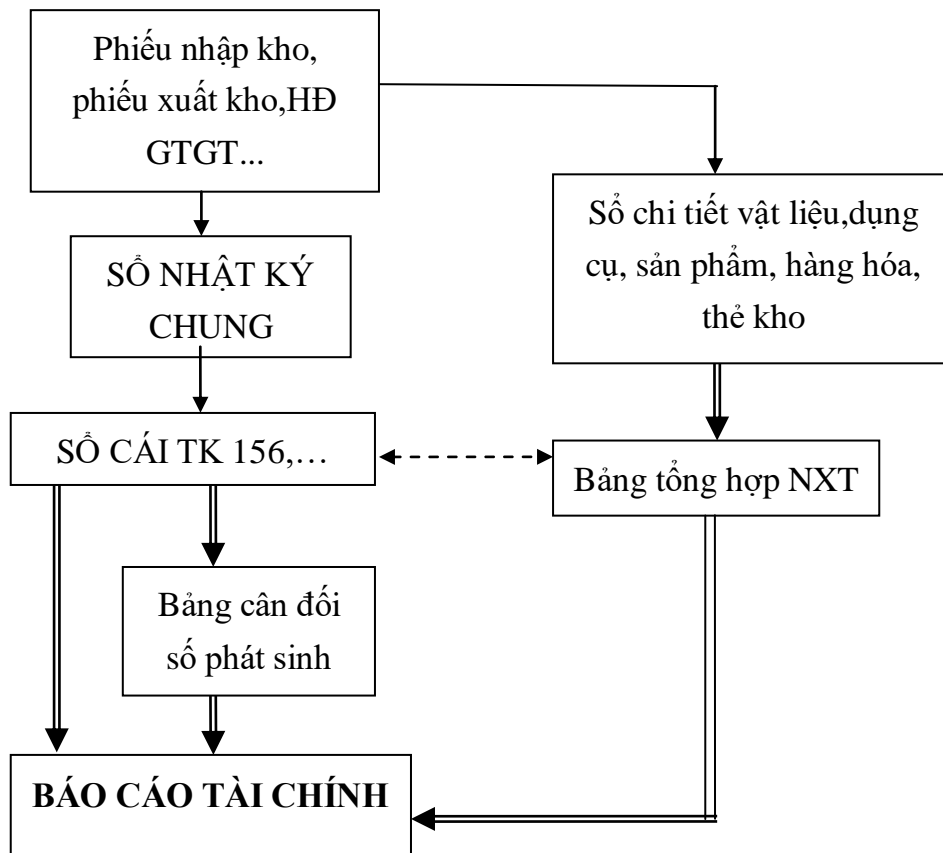 Phiếu nhập kho,
phiếu xuất kho,HĐ
GTGT...
SỔ NHẬT KÝ
CHUNG
Sổ chi tiết vật liệu,dụng
cụ, sản phẩm, hàng hóa,
thẻ kho
SỔ CÁI TK 156,…
Bảng tổng hợp NXT
Bảng cân đối
số phát sinh
BÁO CÁO TÀI CHÍNH